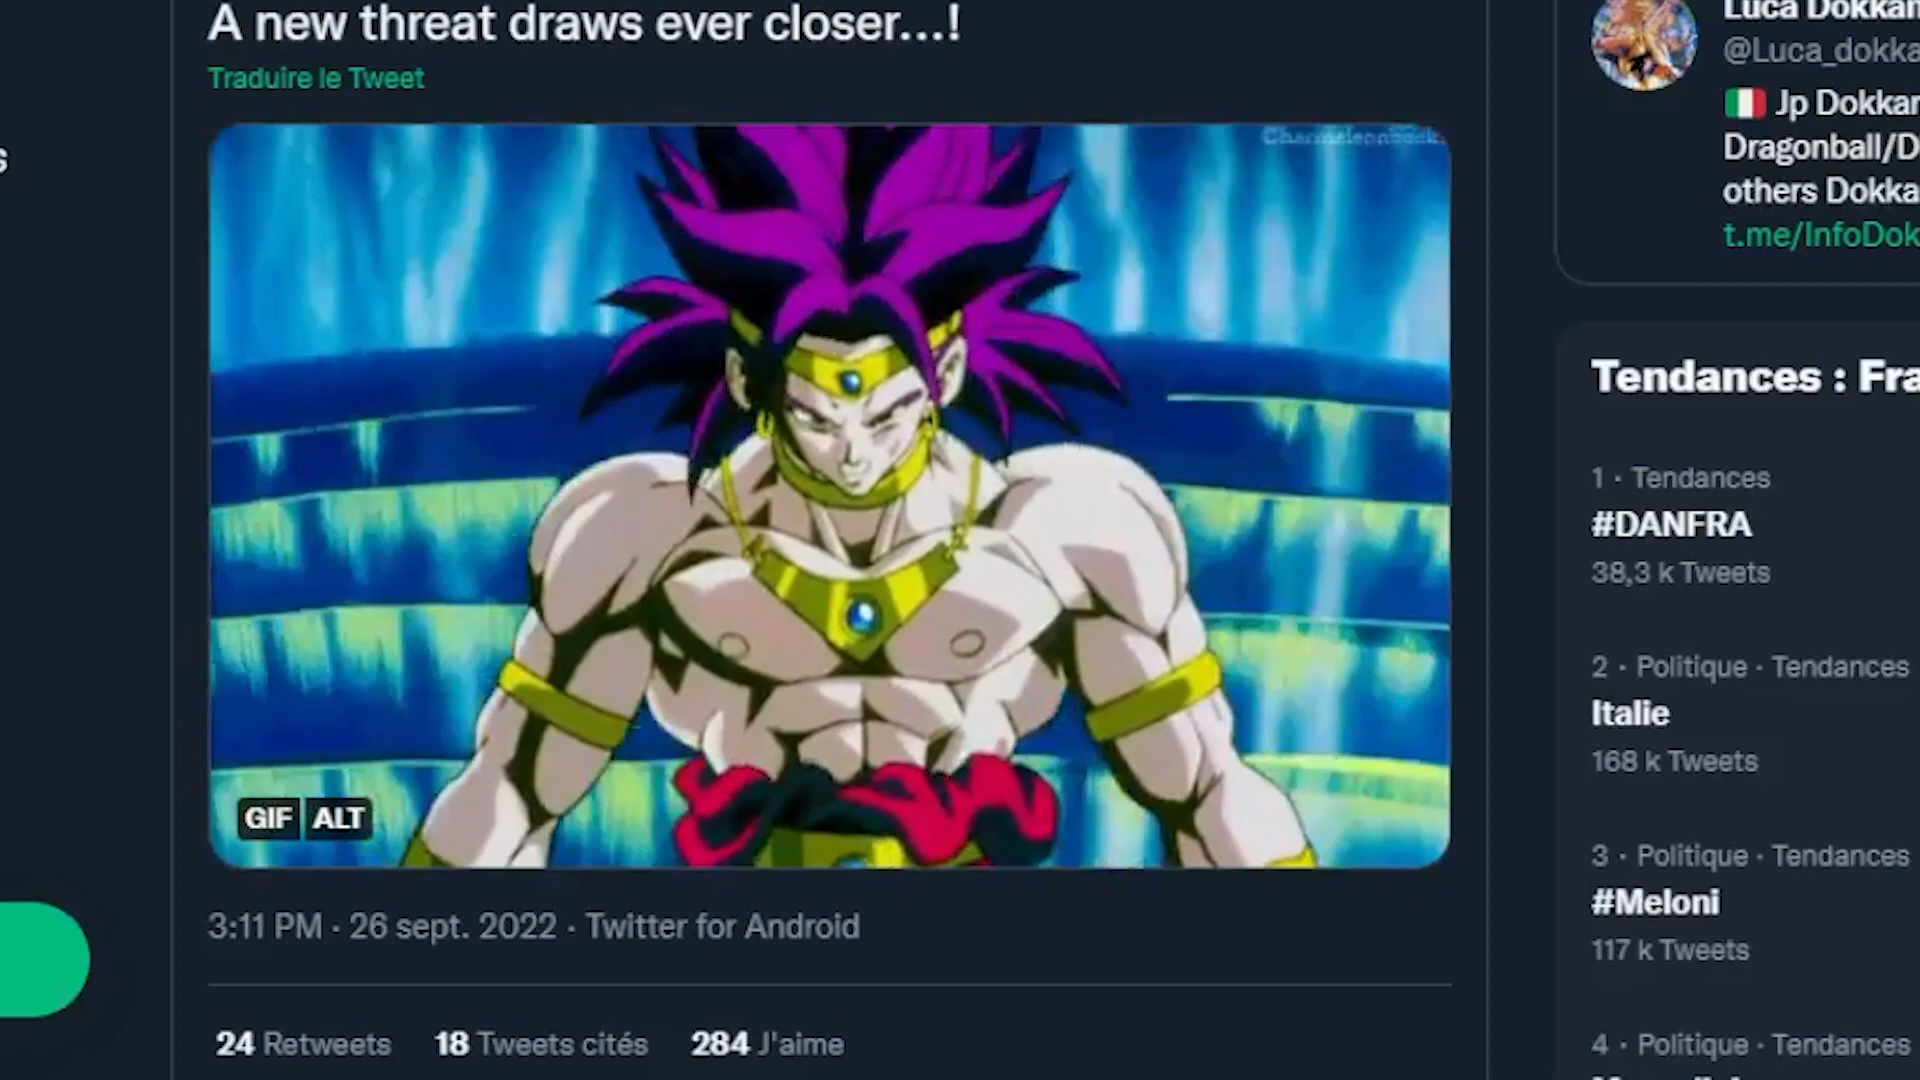 A new threat draws ever closer...!
Traduire le Tweet
GIF ALT
3:11 PM · 26 sept. 2022 · Twitter for Android
24 Retweets 18 Tweets cités 284 J'aime
Luca Dokkan
@Luca_dokka
Jp Dokkan
Dragonball/D
others Dokka
t.me/InfoDok
Tendances : Fra
1 · Tendances
#DANFRA
38,3 k Tweets
2 · Politique · Tendances
Italie
168 k Tweets
3 · Politique · Tendances
#Meloni
117 k Tweets
4 · Politique · Tendances